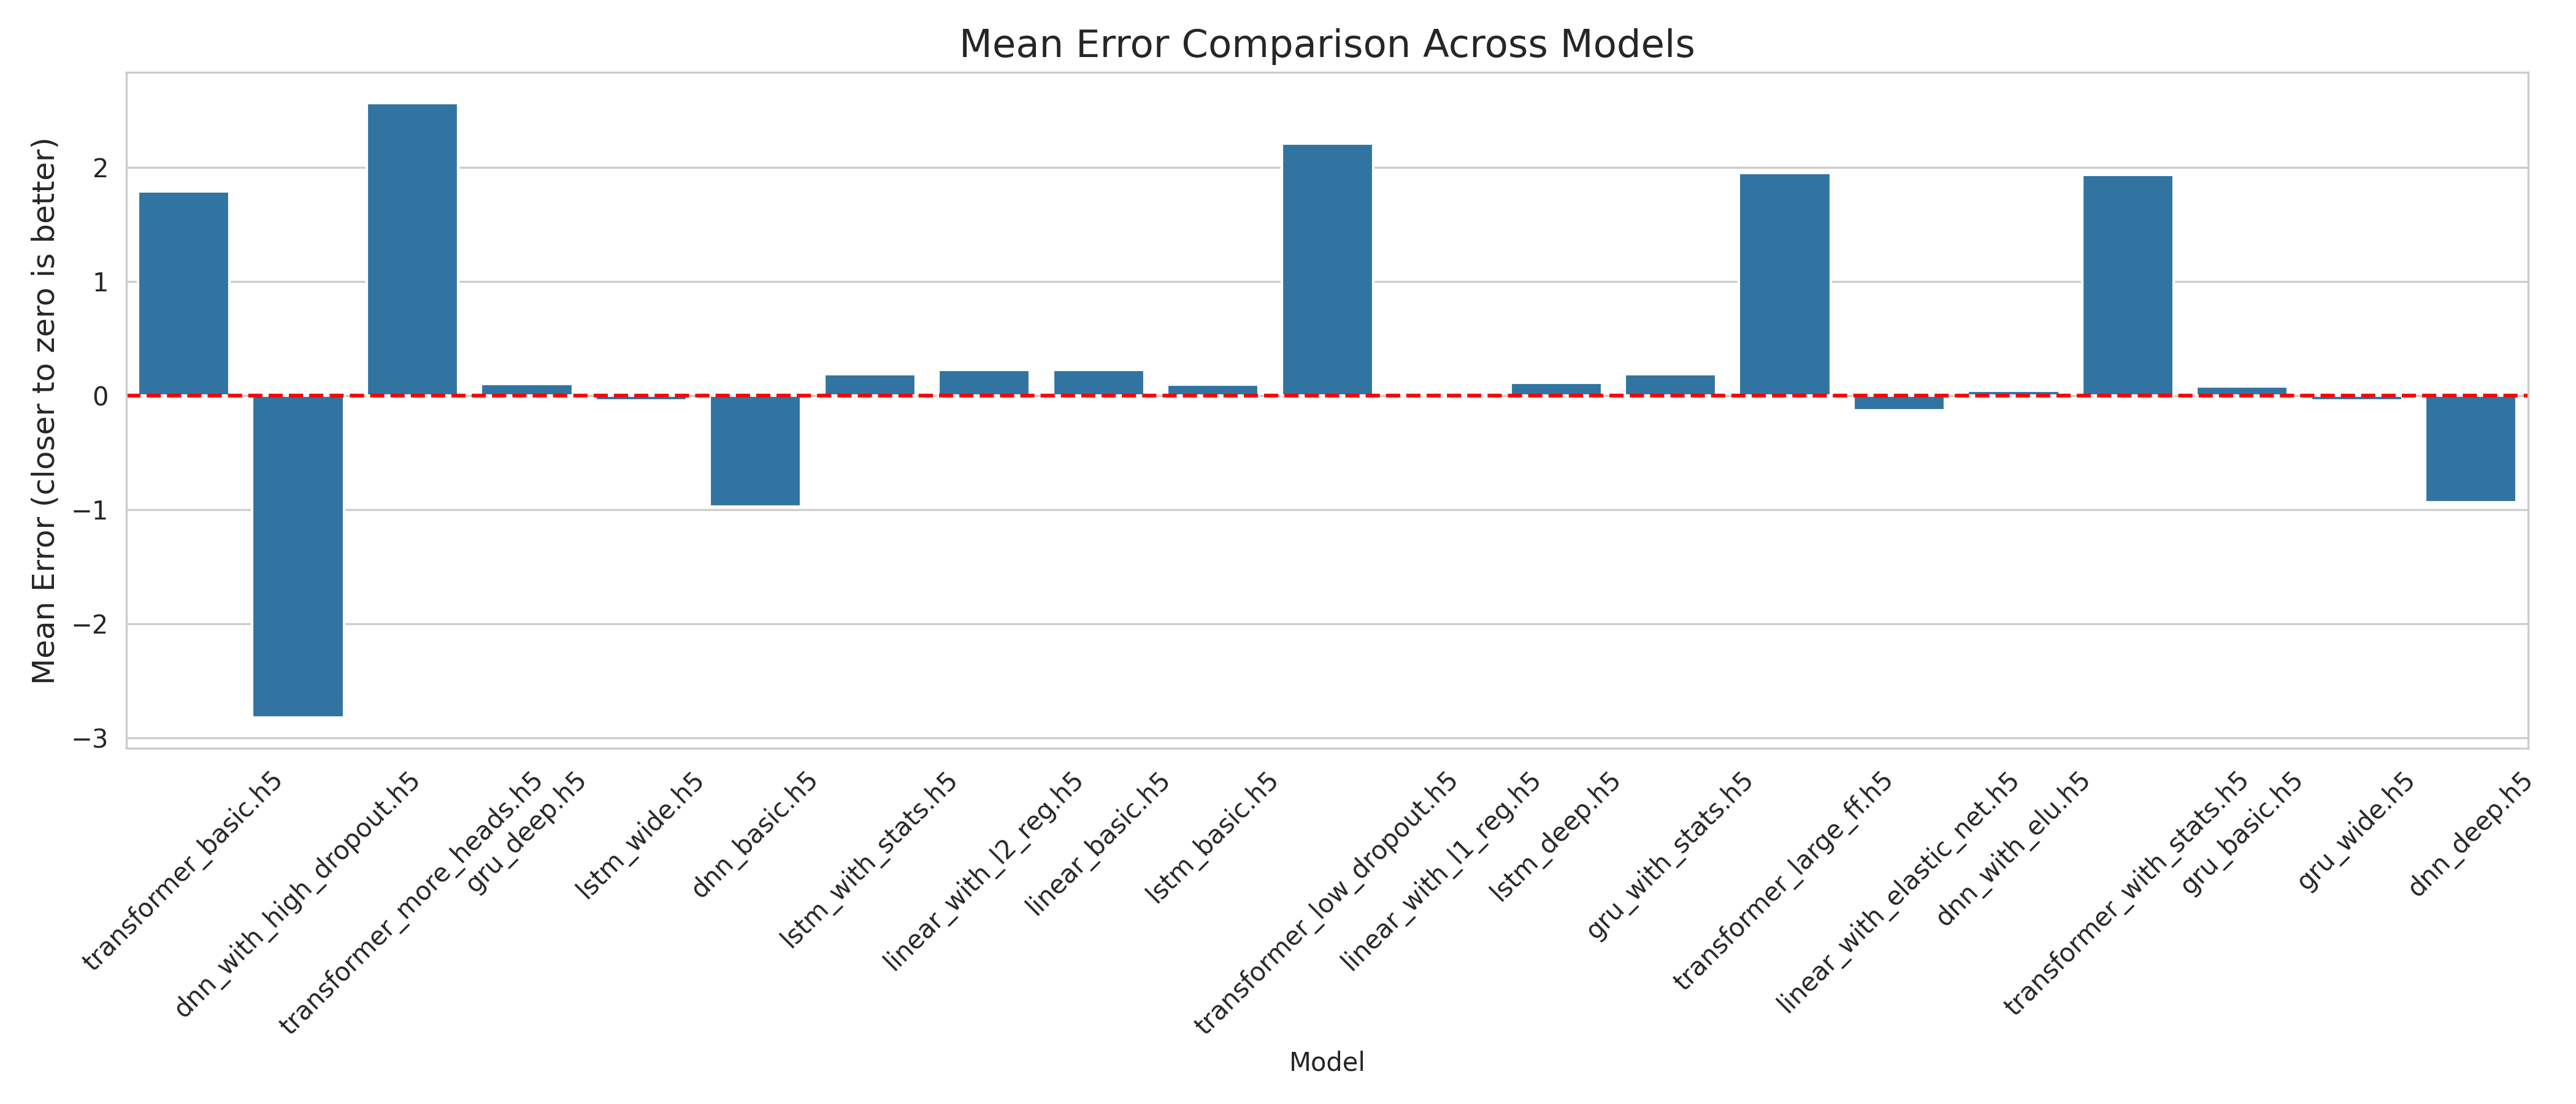 Mean Error Comparison Across Models
Mean Error (closer to zero is better)
2
1
0
−1
−2
−3
transformer_basic.h5
dnn_with_high_dropout.h5
transformer_more_heads.h5
gru_deep.h5
lstm_wide.h5
dnn_basic.h5
lstm_with_stats.h5
linear_with_l2_reg.h5
linear_basic.h5
lstm_basic.h5
transformer_low_dropout.h5
linear_with_l1_reg.h5
lstm_deep.h5
gru_with_stats.h5
transformer_large_ff.h5
linear_with_elastic_net.h5
dnn_with_elu.h5
transformer_with_stats.h5
gru_basic.h5
gru_wide.h5
dnn_deep.h5
Model